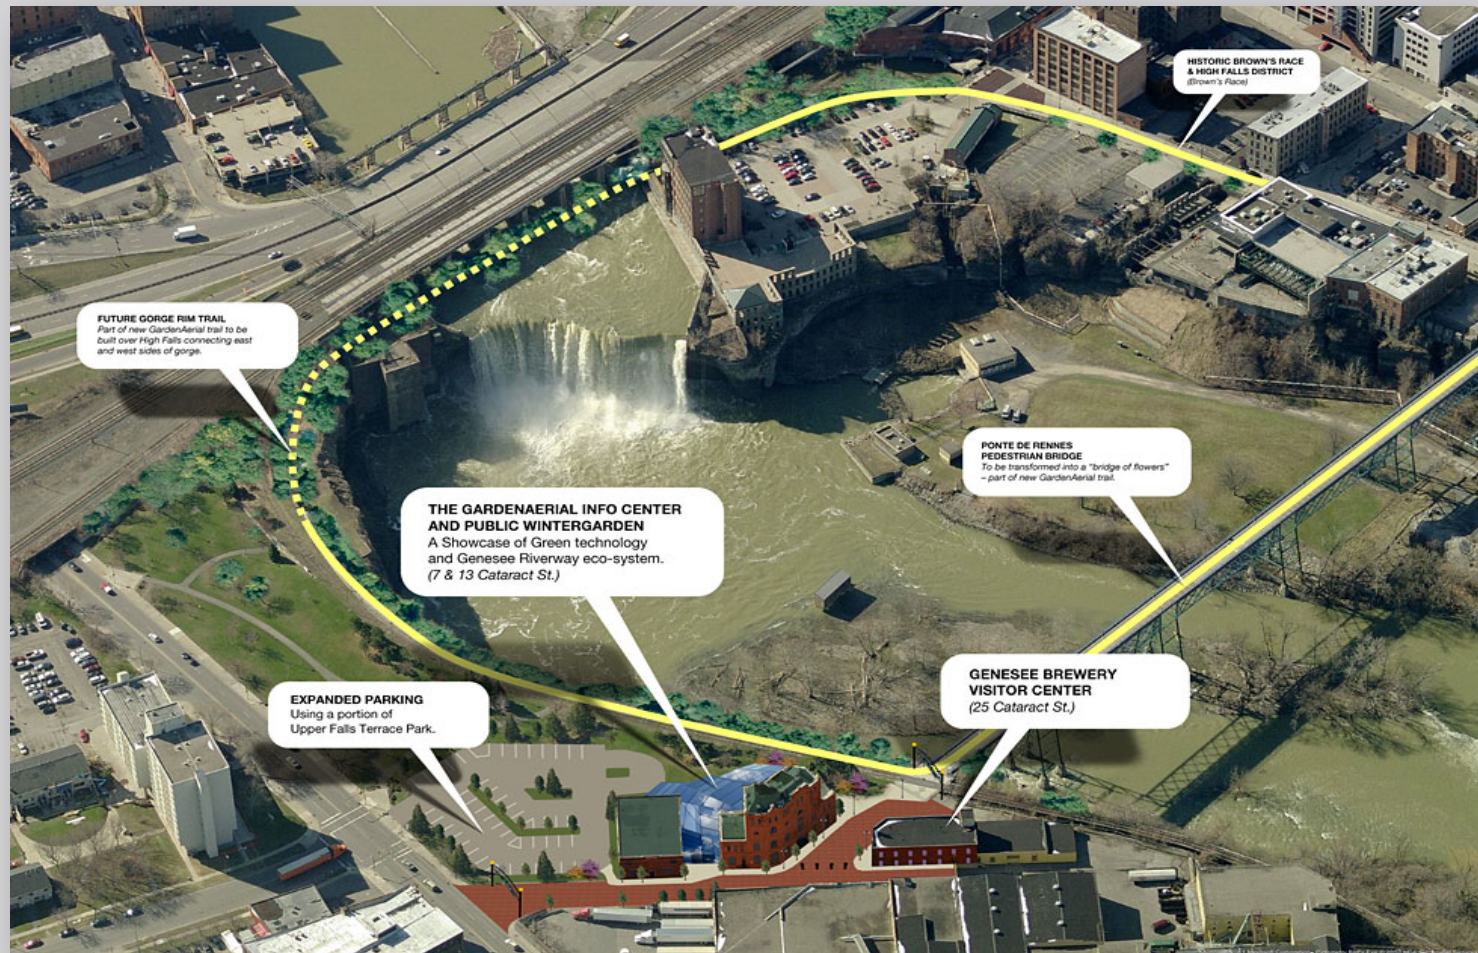 HISTORIC BROWN'S RACE
& HIGH FALLS DISTRICT
(Brown's Race)
FUTURE GORGE RIM TRAIL
Part of new GardenAerial trail to be
built over High Falls connecting east
and west sides of gorge.
PONTE DE RENNES
PEDESTRIAN BRIDGE
To be transformed into a "bridge of flowers"
– part of new GardenAerial trail.
THE GARDENAERIAL INFO CENTER
AND PUBLIC WINTERGARDEN
A Showcase of Green technology
and Genesee Riverway eco-system.
(7 & 13 Cataract St.)
GENESEE BREWERY
VISITOR CENTER
(25 Cataract St.)
EXPANDED PARKING
Using a portion of
Upper Falls Terrace Park.